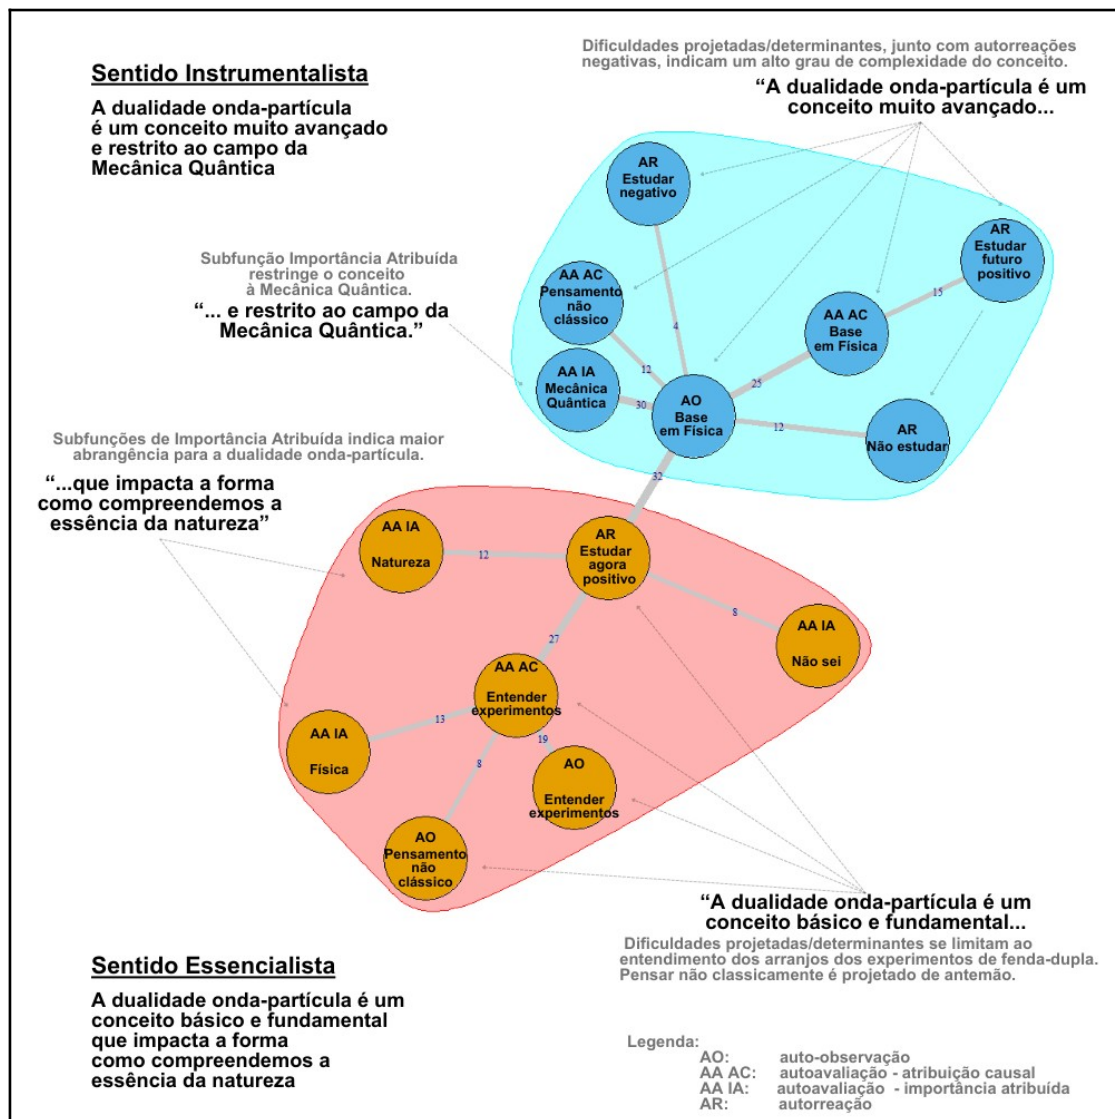 Sentido Instrumentalista
A dualidade onda-partícula
é um conceito muito avançado
e restrito ao campo da
Mecânica Quântica
Dificuldades projetadas/determinantes, junto com autorreações
negativas, indicam um alto grau de complexidade do conceito.
“A dualidade onda-partícula é um
conceito muito avançado...
AR
Estudar
negativo
AR
Estudar
futuro
positivo
Subfunção Importância Atribuída
restringe o conceito
à Mecânica Quântica.
“... e restrito ao campo da
Mecânica Quântica.”
AA AC
Pensamento
não
clássico
AA AC
Base
em Física
15
4
12
25
AA IA
Mecânica
Quântica
30
AO
Base
em Física
12
AR
Não estudar
32
Subfunções de Importância Atribuída indica maior
abrangência para a dualidade onda-partícula.
“...que impacta a forma
como compreendemos a
essência da natureza”
AA IA
Natureza
12
AR
Estudar
agora
positivo
8
AA IA
Não sei
27
AA AC
Entender
experimentos
13
AA IA
Física
19
8
AO
Entender
experimentos
AO
Pensamento
não
clássico
“A dualidade onda-partícula é um
conceito básico e fundamental...
Dificuldades projetadas/determinantes se limitam ao
entendimento dos arranjos dos experimentos de fenda-dupla.
Pensar não classicamente é projetado de antemão.
Sentido Essencialista
A dualidade onda-partícula é um
conceito básico e fundamental
que impacta a forma
como compreendemos a
essência da natureza
Legenda:
AO: auto-observação
AA AC: autoavaliação - atribuição causal
AA IA: autoavaliação - importância atribuída
AR: autorreação